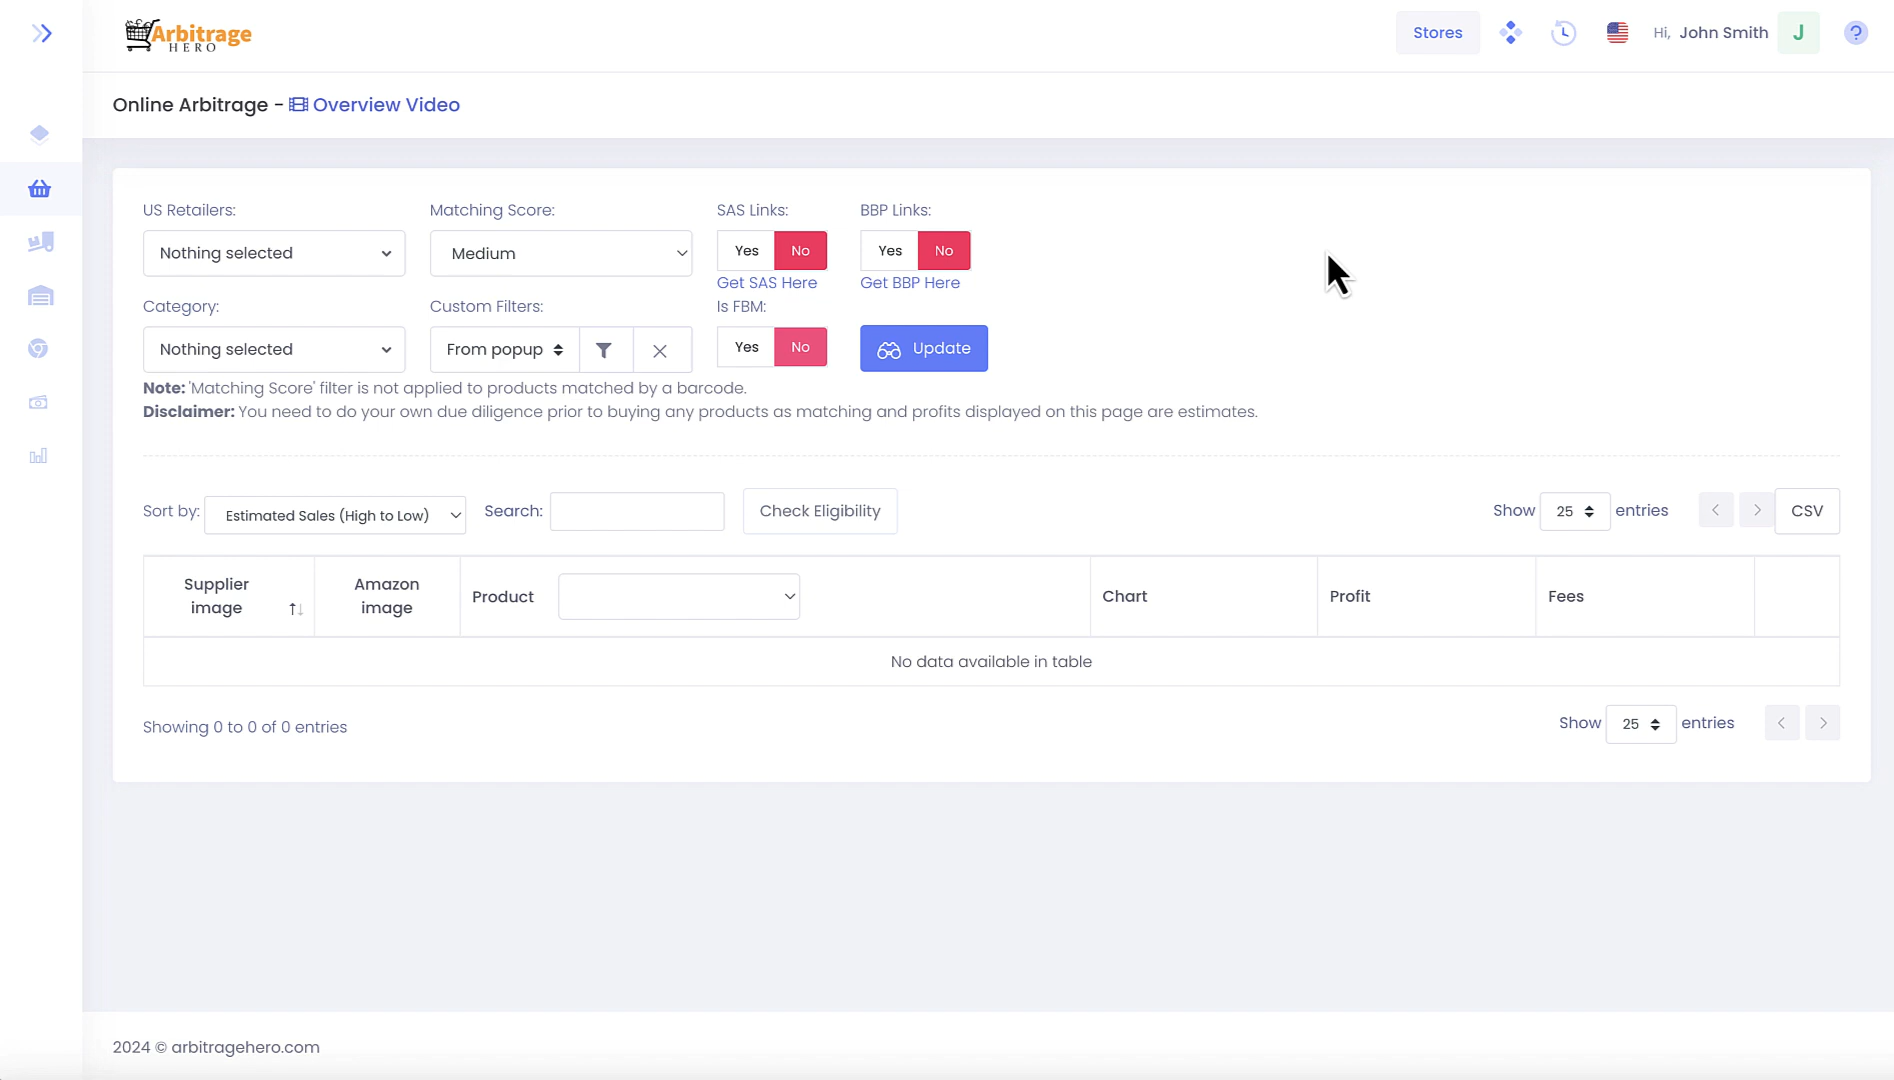 Arbitrage
HERO
Stores
Hi, John Smith J ?
Online Arbitrage - Overview Video
US Retailers: Matching Score: SAS Links: BBP Links:
Nothing selected Medium Yes No Yes No
Get SAS Here Get BBP Here
Category: Custom Filters: Is FBM:
Nothing selected From popup Yes No Update
Note: 'Matching Score' filter is not applied to products matched by a barcode.
Disclaimer: You need to do your own due diligence prior to buying any products as matching and profits displayed on this page are estimates.
Sort by: Estimated Sales (High to Low) Search: Check Eligibility Show 25 entries CSV
Supplier image Amazon image Product Chart Profit Fees
No data available in table
Showing 0 to 0 of 0 entries Show 25 entries
2024 © arbitragehero.com